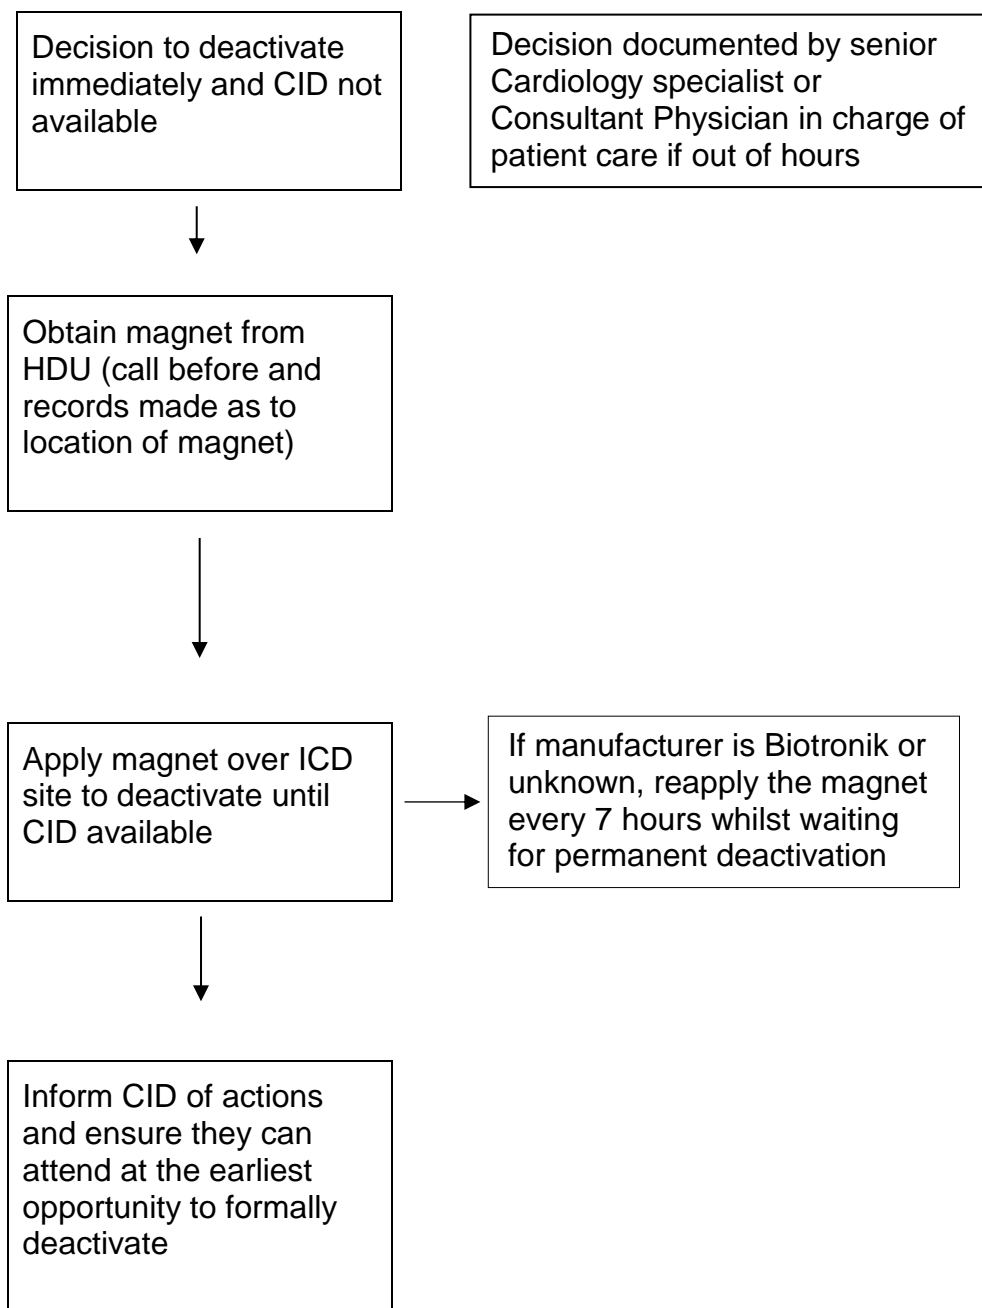 Decision to deactivate
immediately and CID not
available
Decision documented by senior
Cardiology specialist or
Consultant Physician in charge of
patient care if out of hours
Obtain magnet from
HDU (call before and
records made as to
location of magnet)
Apply magnet over ICD
site to deactivate until
CID available
If manufacturer is Biotronik or
unknown, reapply the magnet
every 7 hours whilst waiting
for permanent deactivation
Inform CID of actions
and ensure they can
attend at the earliest
opportunity to formally
deactivate